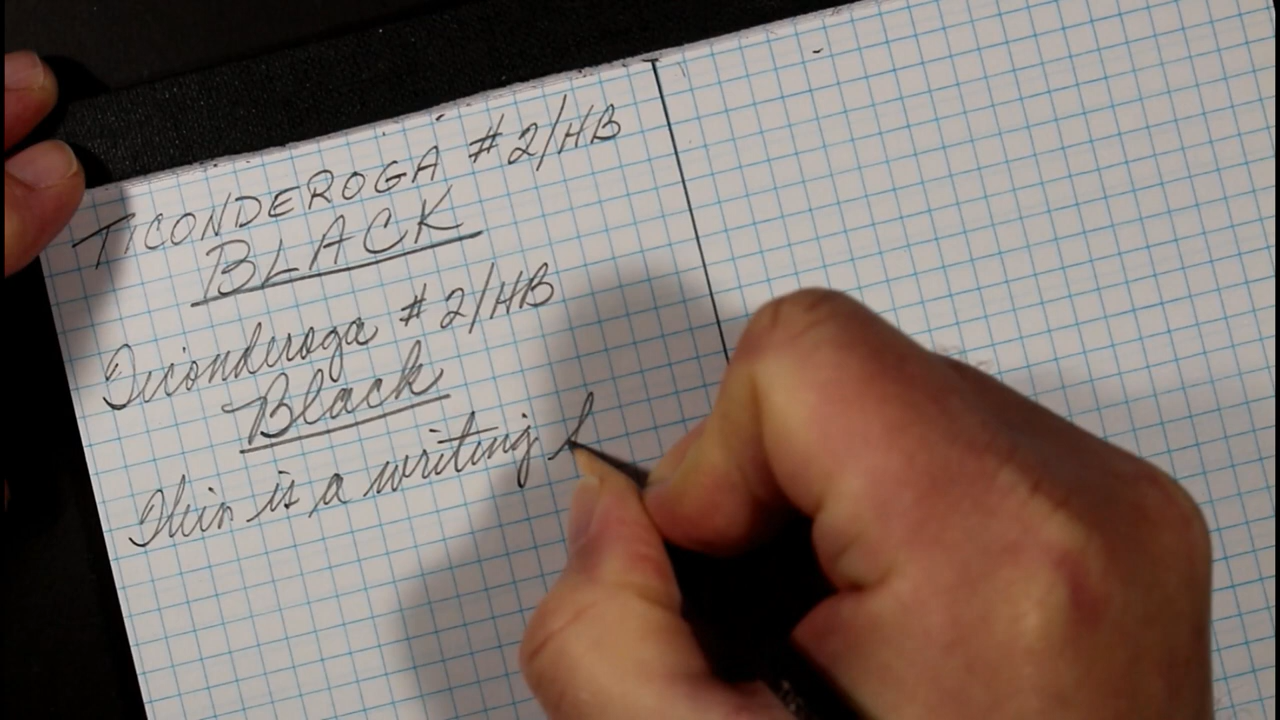 TICONDEROGA #2/HB
BLACK
Ticonderoga #2/HB
Black
This is a writing